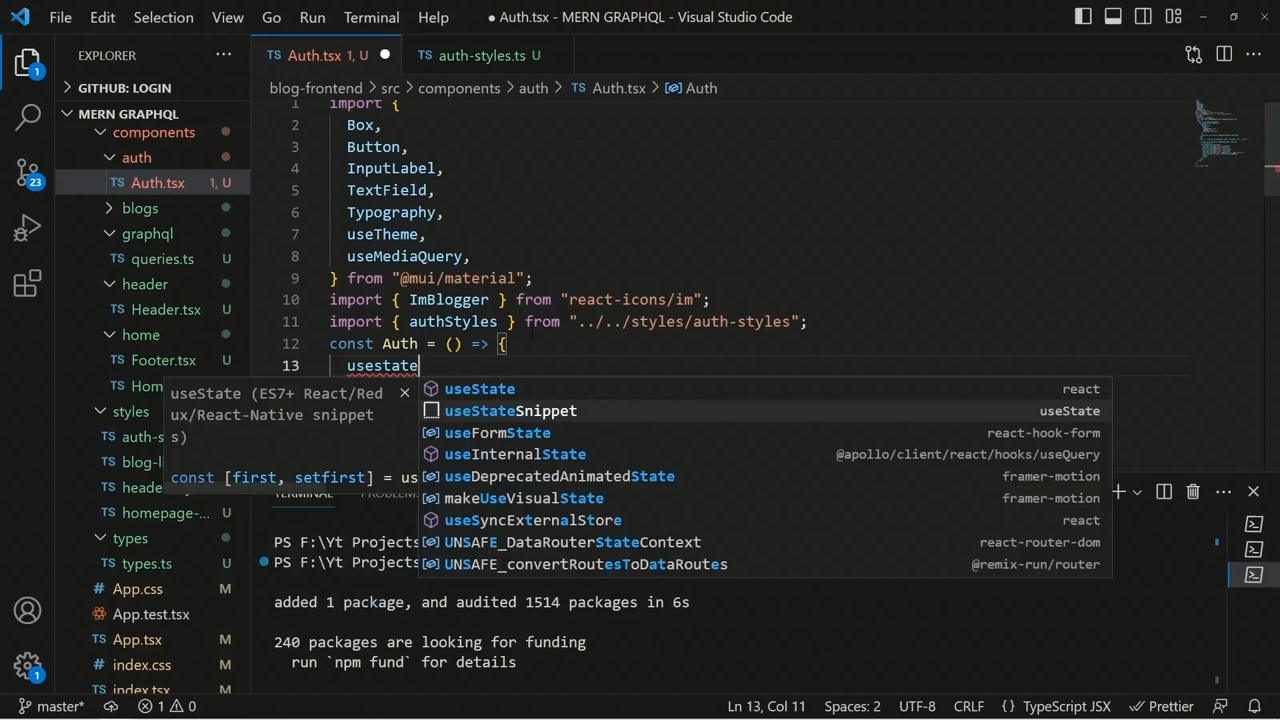 File Edit Selection View Go Run Terminal Help
● Auth.tsx - MERN GRAPHQL - Visual Studio Code
EXPLORER
1
GITHUB: LOGIN
MERN GRAPHQL
components
auth
TS Auth.tsx 1, U
blogs
graphql
TS queries.ts U
header
TS Header.tsx U
home
TS Footer.tsx U
TS Hom
styles
TS auth-s
TS blog-li
TS heade
TS homepage-... U
types
TS types.ts U
App.css M
App.test.tsx
TS App.tsx M
index.css M
index.tsx M
23
1
TS Auth.tsx 1, U ●
TS auth-styles.ts U
blog-frontend > src > components > auth > TS Auth.tsx > Auth
1 import {
2 Box,
3 Button,
4 InputLabel,
5 TextField,
6 Typography,
7 useTheme,
8 useMediaQuery,
9 } from "@mui/material";
10 import { ImBlogger } from "react-icons/im";
11 import { authStyles } from "../../styles/auth-styles";
12 const Auth = () => {
13 usestate
useState (ES7+ React/Red
ux/React-Native snippet
s)
const [first, setfirst] = us
useState react
useStateSnippet useState
useFormState react-hook-form
useInternalState @apollo/client/react/hooks/useQuery
useDeprecatedAnimatedState framer-motion
makeUseVisualState framer-motion
useSyncExternalStore react
UNSAFE_DataRouterStateContext react-router-dom
UNSAFE_convertRoutesToDataRoutes @remix-run/router
TERMINAL
PS F:\Yt Projects
PS F:\Yt Projects
added 1 package, and audited 1514 packages in 6s
240 packages are looking for funding
run `npm fund` for details
master* 1 0
Ln 13, Col 11 Spaces: 2 UTF-8 CRLF {} TypeScript JSX Prettier